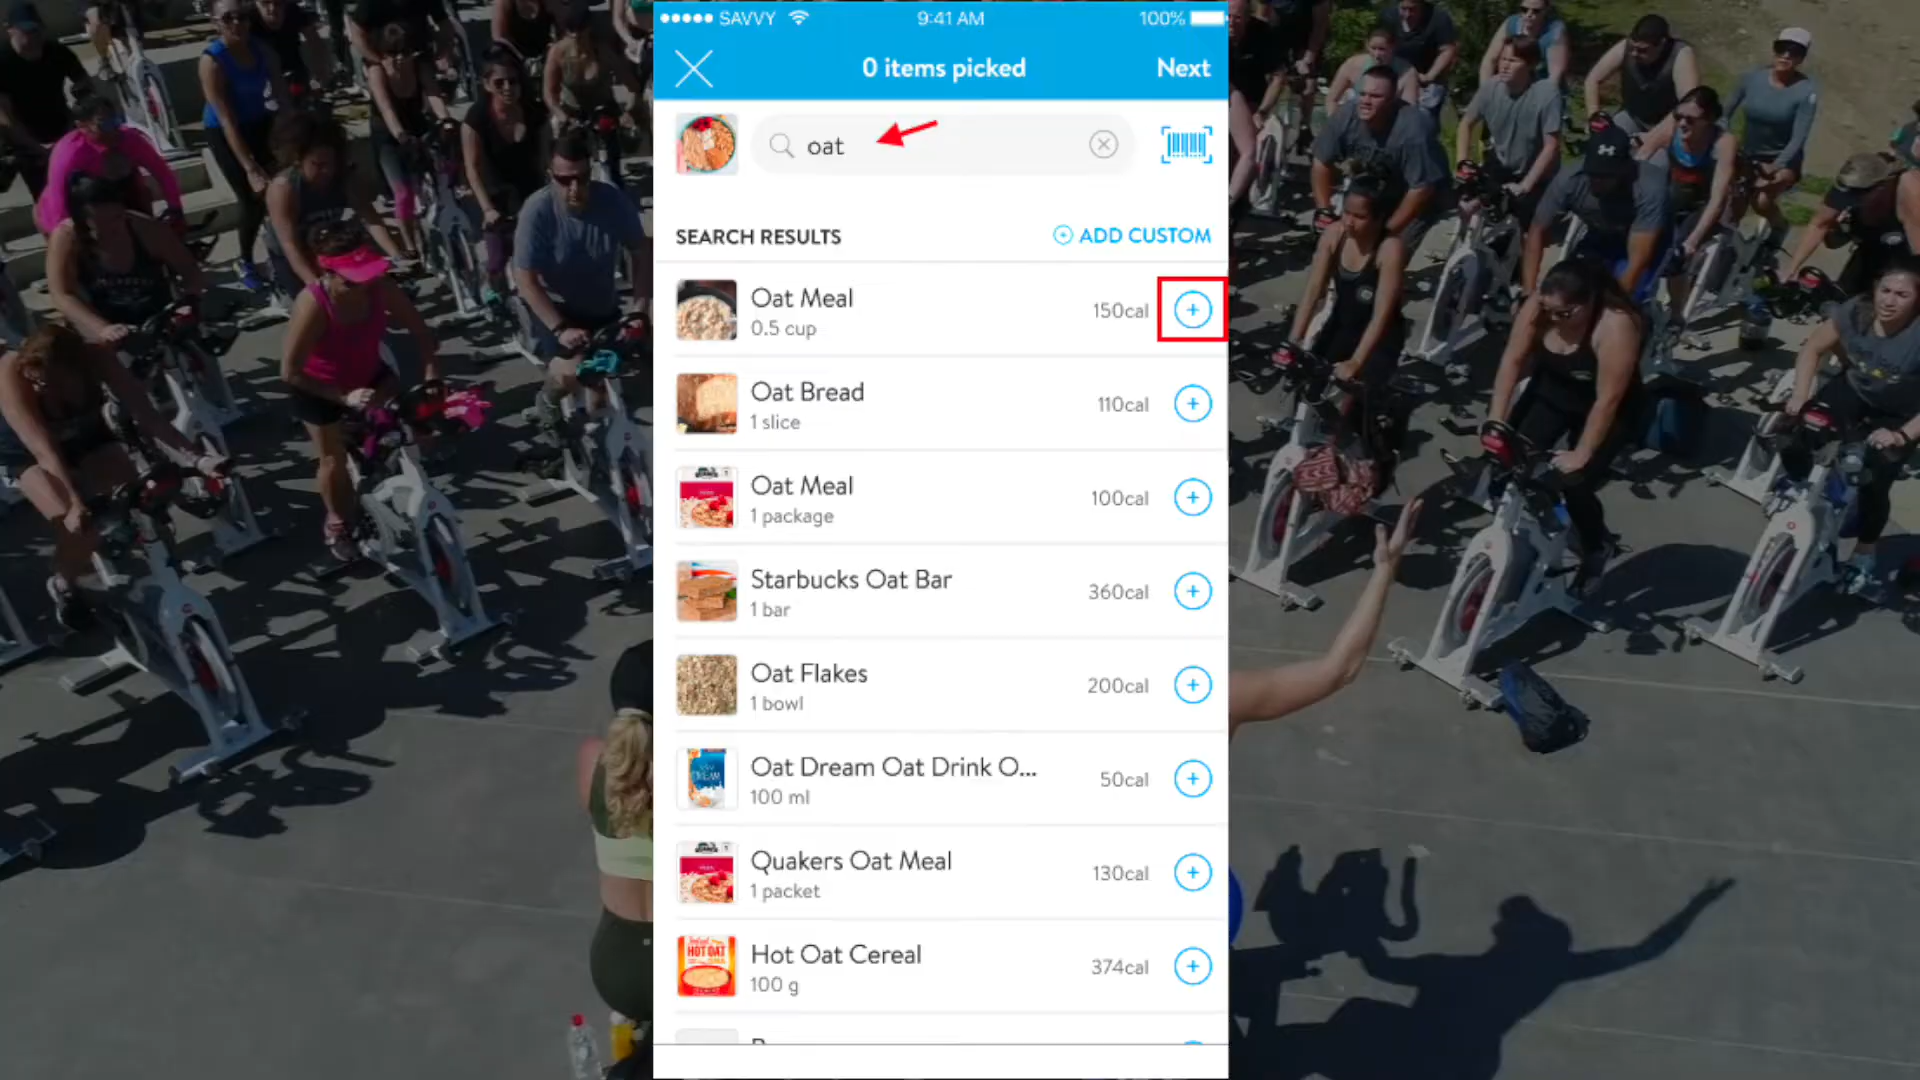 SAVVY 9:41 AM 100%
0 items picked Next
oat
SEARCH RESULTS ADD CUSTOM
Oat Meal
0.5 cup 150cal
Oat Bread
1 slice 110cal
Oat Meal
1 package 100cal
Starbucks Oat Bar
1 bar 360cal
Oat Flakes
1 bowl 200cal
Oat Dream Oat Drink O...
100 ml 50cal
Quakers Oat Meal
1 packet 130cal
HOT OAT
Hot Oat Cereal
100 g 374cal